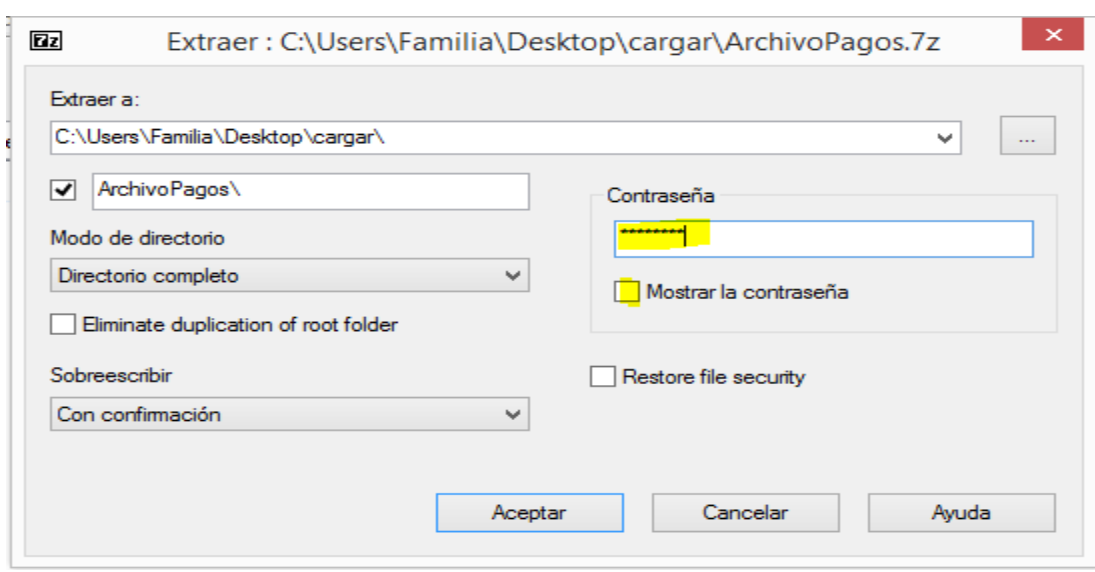 7z Extraer : C:\Users\Familia\Desktop\cargar\ArchivoPagos.7z
Extraer a:
C:\Users\Familia\Desktop\cargar\
...
ArchivoPagos\
Contraseña
********
Modo de directorio
Directorio completo
Mostrar la contraseña
Eliminate duplication of root folder
Sobreescribir
Restore file security
Con confirmación
Aceptar
Cancelar
Ayuda